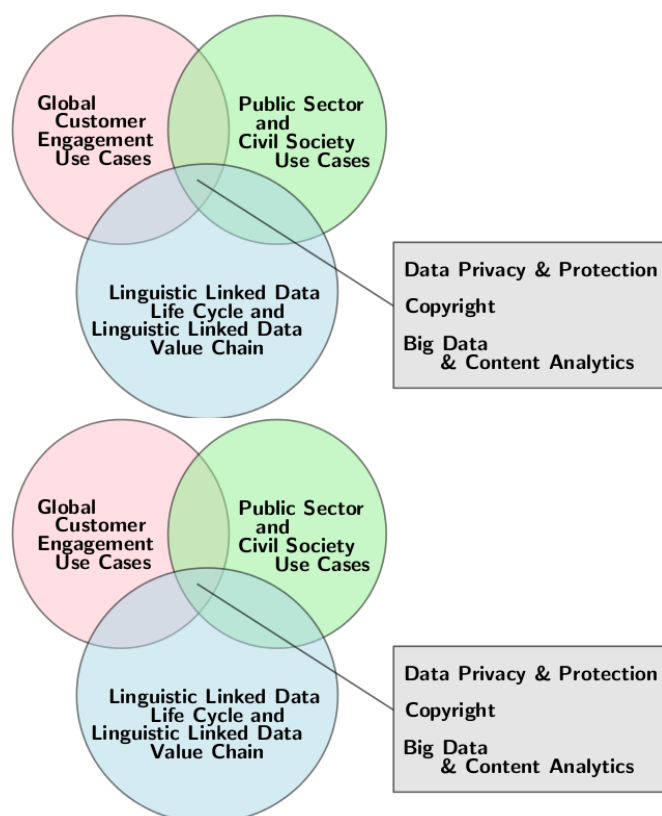 Global
Customer
Engagement
Use Cases
Public Sector
and
Civil Society
Use Cases
Linguistic Linked Data
Life Cycle and
Linguistic Linked Data
Value Chain
Data Privacy & Protection
Copyright
Big Data
& Content Analytics
Global
Customer
Engagement
Use Cases
Public Sector
and
Civil Society
Use Cases
Linguistic Linked Data
Life Cycle and
Linguistic Linked Data
Value Chain
Data Privacy & Protection
Copyright
Big Data
& Content Analytics